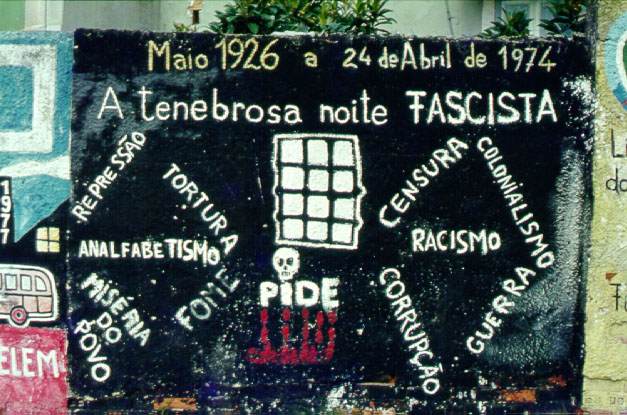 Maio 1926 a 24 de Abril de 1974
A tenebrosa noite FASCISTA
REPRESSÃO
TORTURA
ANALFABETISMO
FOME
MISÉRIA
DO
POVO
PIDE
CENSURA
COLONIALISMO
RACISMO
CORRUPÇÃO
GUERRA
1977
ELEM